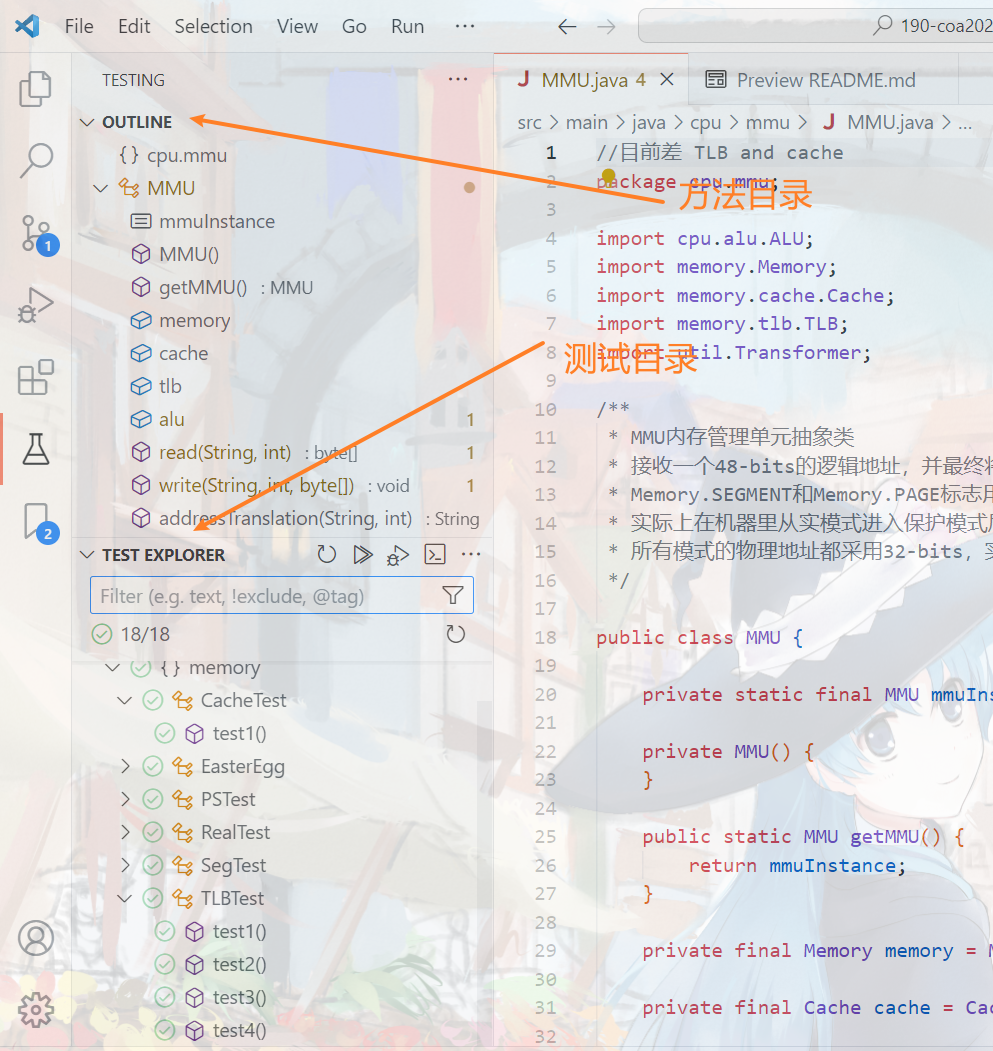 File Edit Selection View Go Run ··· 190-coa202
TESTING ···
OUTLINE
{} cpu.mmu
MMU
mmuInstance
MMU()
getMMU() : MMU
memory
cache
tlb
alu 1
read(String, int) : byte[] 1
write(String, int, byte[]) : void 1
addressTranslation(String, int) : String
TEST EXPLORER ···
Filter (e.g. text, !exclude, @tag)
18/18
{} memory
CacheTest
test1()
EasterEgg
PSTest
RealTest
SegTest
TLBTest
test1()
test2()
test3()
test4()
1
2
方法目录
测试目录
J MMU.java 4 Preview README.md
src > main > java > cpu > mmu > J MMU.java > ...
1 //目前差 TLB and cache
2 package cpu.mmu;
3
4 import cpu.alu.ALU;
5 import memory.Memory;
6 import memory.cache.Cache;
7 import memory.tlb.TLB;
8 import util.Transformer;
9
10 /**
11 * MMU内存管理单元抽象类
12 * 接收一个48-bits的逻辑地址，并最终将
13 * Memory.SEGMENT和Memory.PAGE标志用
14 * 实际上在机器里从实模式进入保护模式后
15 * 所有模式的物理地址都采用32-bits，实
16 */
17
18 public class MMU {
19
20 private static final MMU mmuIns
21
22 private MMU() {
23 }
24
25 public static MMU getMMU() {
26 return mmuInstance;
27 }
28
29 private final Memory memory = M
30
31 private final Cache cache = Cac
32